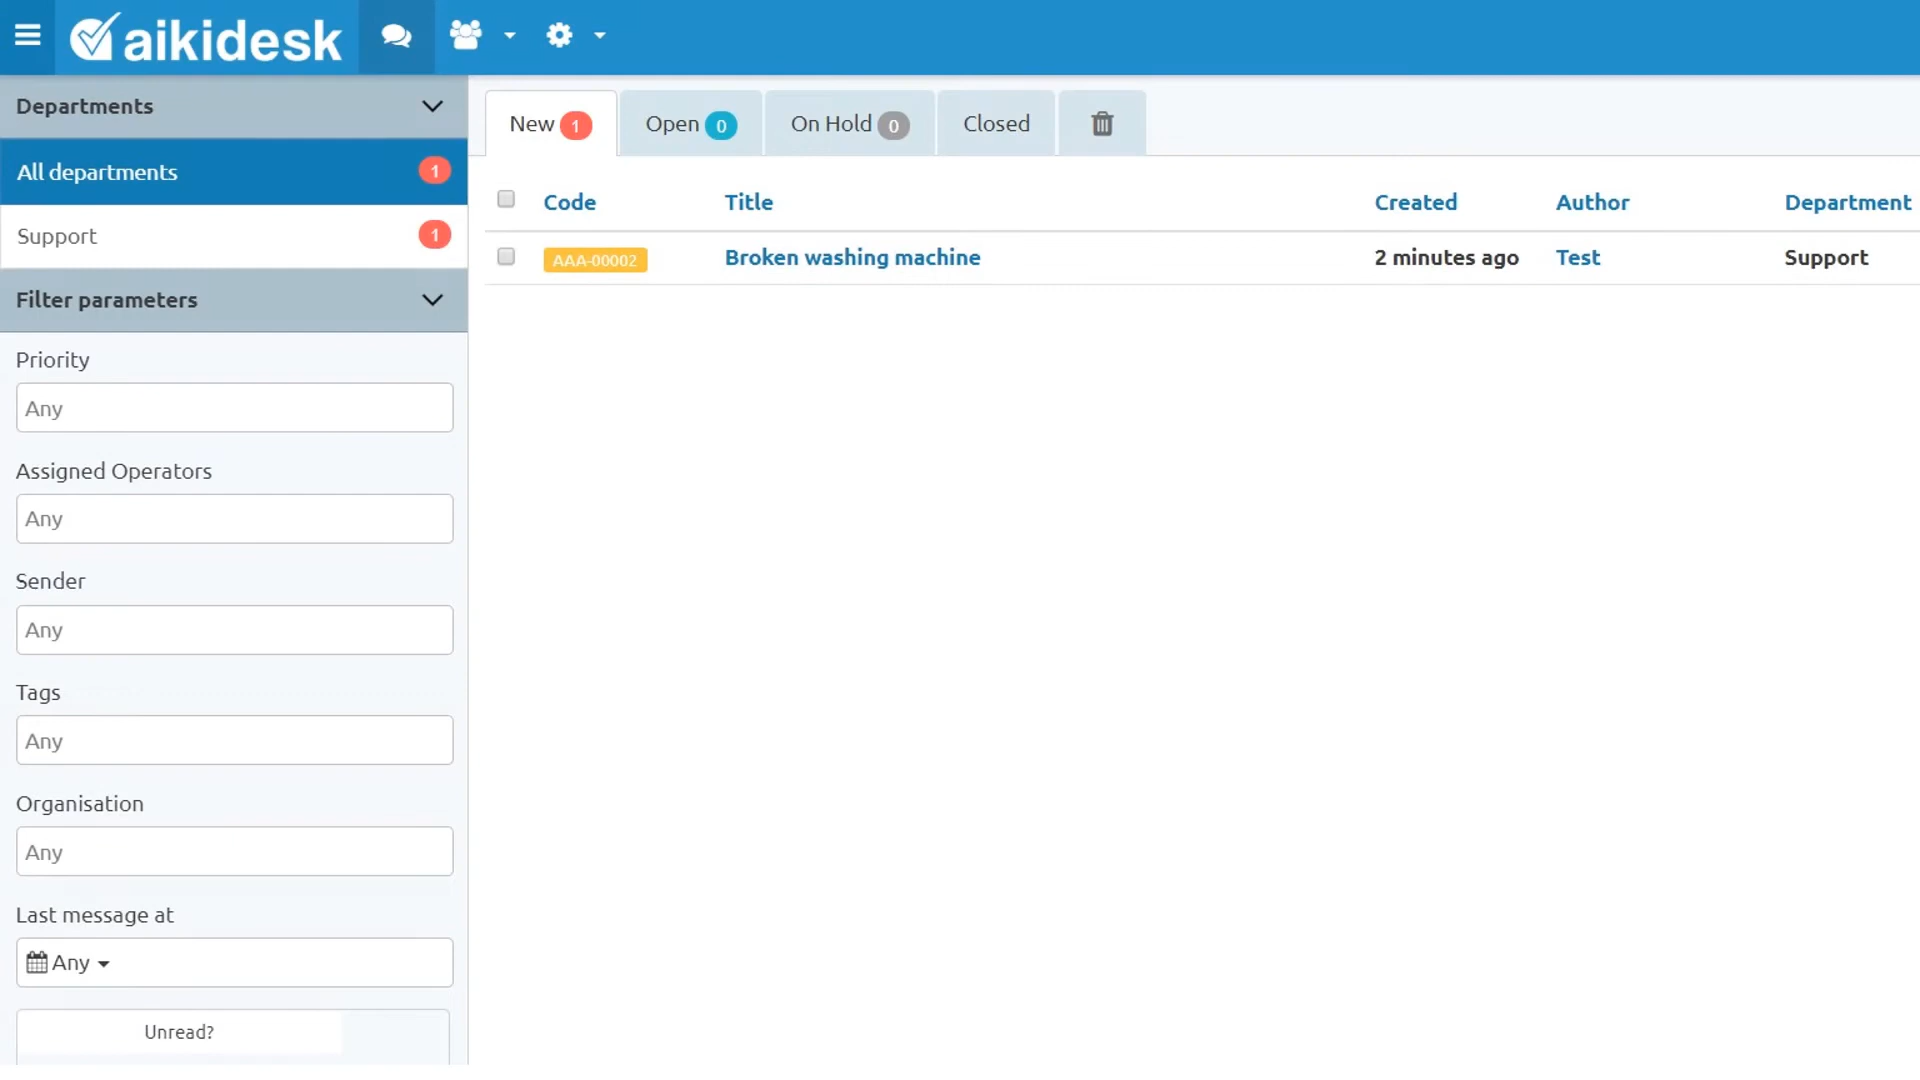 aikidesk
Departments
All departments 1
Support 1
Filter parameters
Priority
Any
Assigned Operators
Any
Sender
Any
Tags
Any
Organisation
Any
Last message at
Any
Unread?
New 1 Open 0 On Hold 0 Closed
Code Title Created Author Department
AAA-00002 Broken washing machine 2 minutes ago Test Support